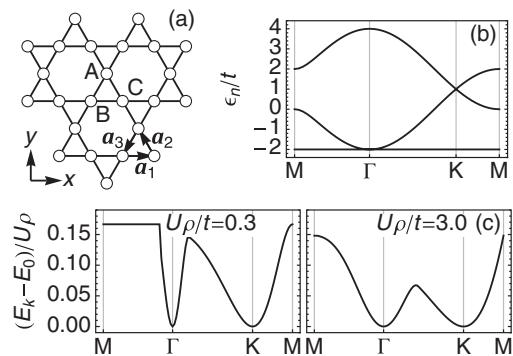 (a)
A
C
B
a₃
a₂
a₁
y
x
(b)
ϵₙ/t
4
3
2
1
0
−1
−2
M Γ K M
Uρ/t=0.3
Uρ/t=3.0 (c)
(Eₖ−E₀)/Uρ
0.15
0.10
0.05
0.00
M Γ K M
M Γ K M